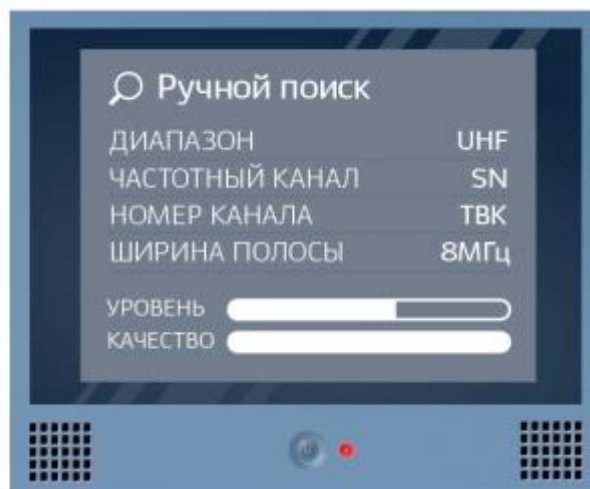 Ручной поиск
ДИАПАЗОН UHF
ЧАСТОТНЫЙ КАНАЛ SN
НОМЕР КАНАЛА ТВК
ШИРИНА ПОЛОСЫ 8МГц
УРОВЕНЬ
КАЧЕСТВО